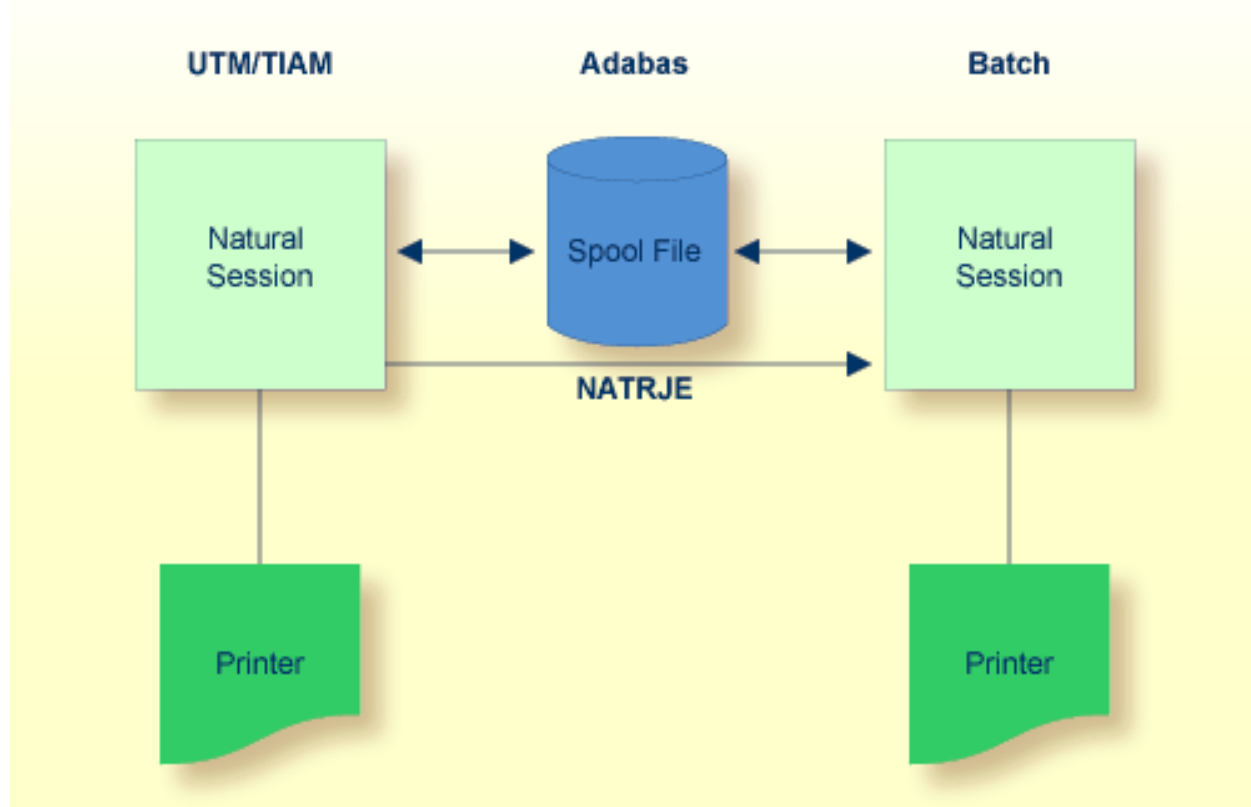 UTM/TIAM
Adabas
Batch
Natural
Session
Spool File
Natural
Session
NATRJE
Printer
Printer